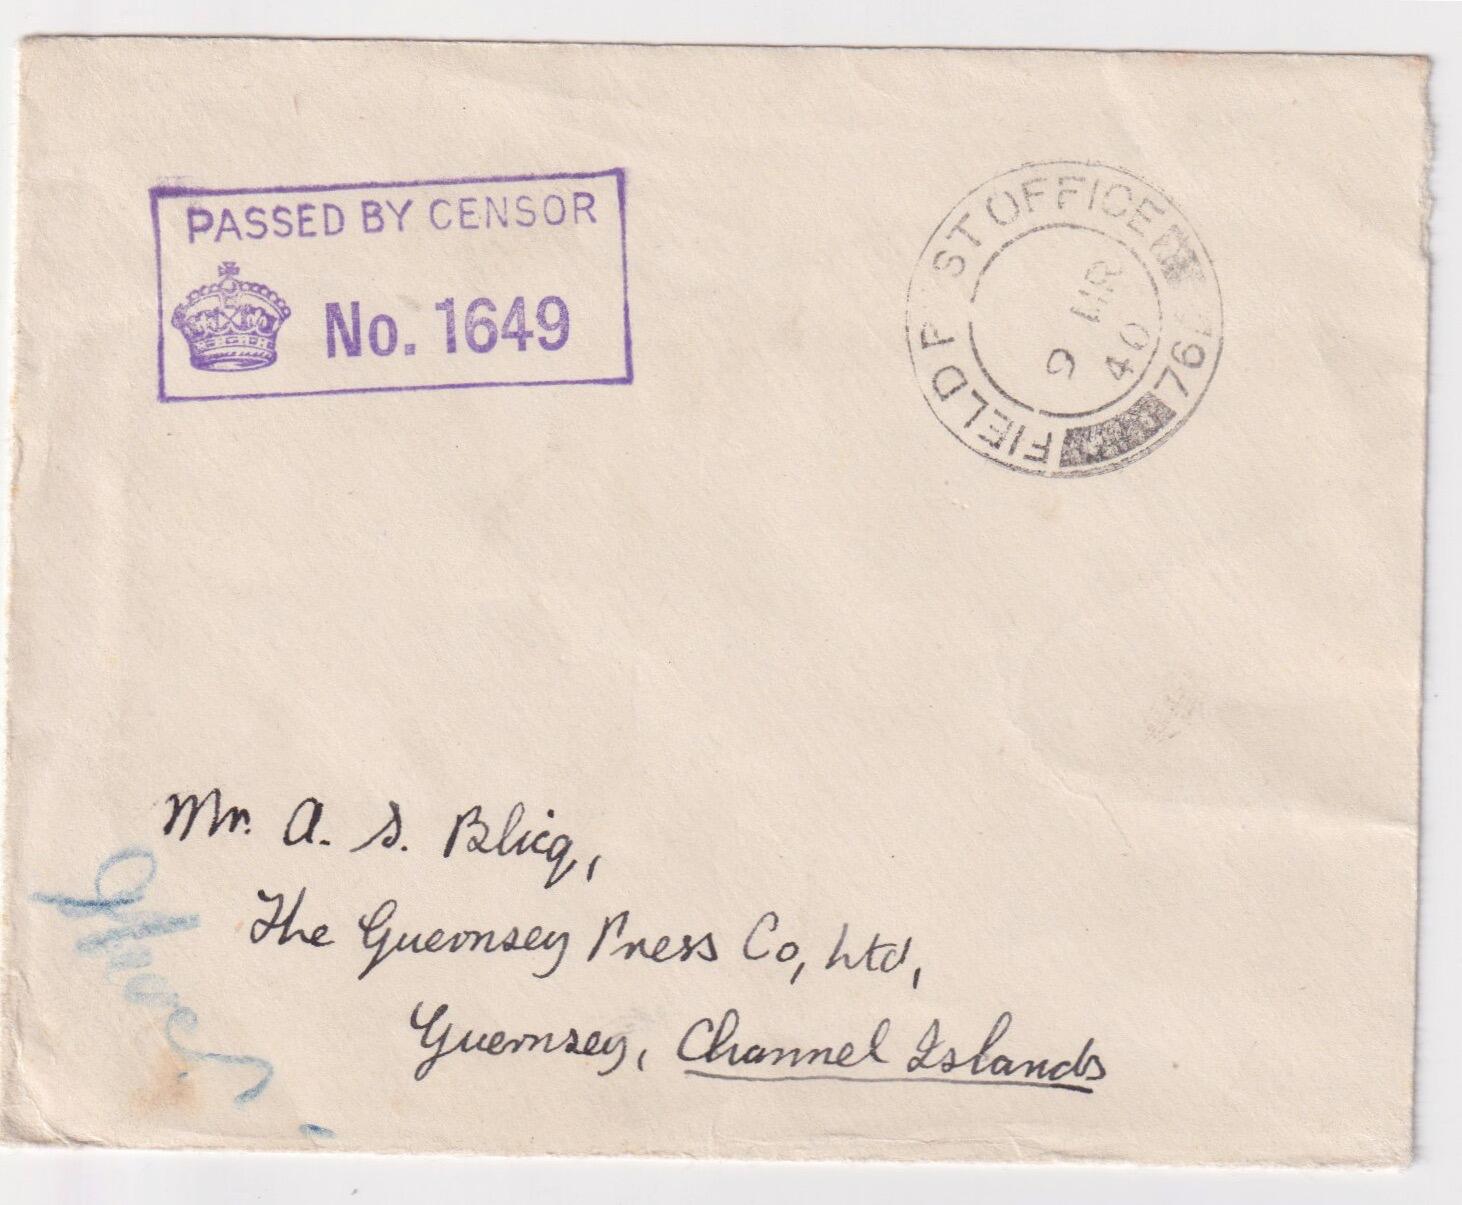 PASSED BY CENSOR
No. 1649
FIELD POST OFFICE 76
9 MR 40
Mr. A. S. Blicq,
The Guernsey Press Co, Ltd,
Guernsey, Channel Islands